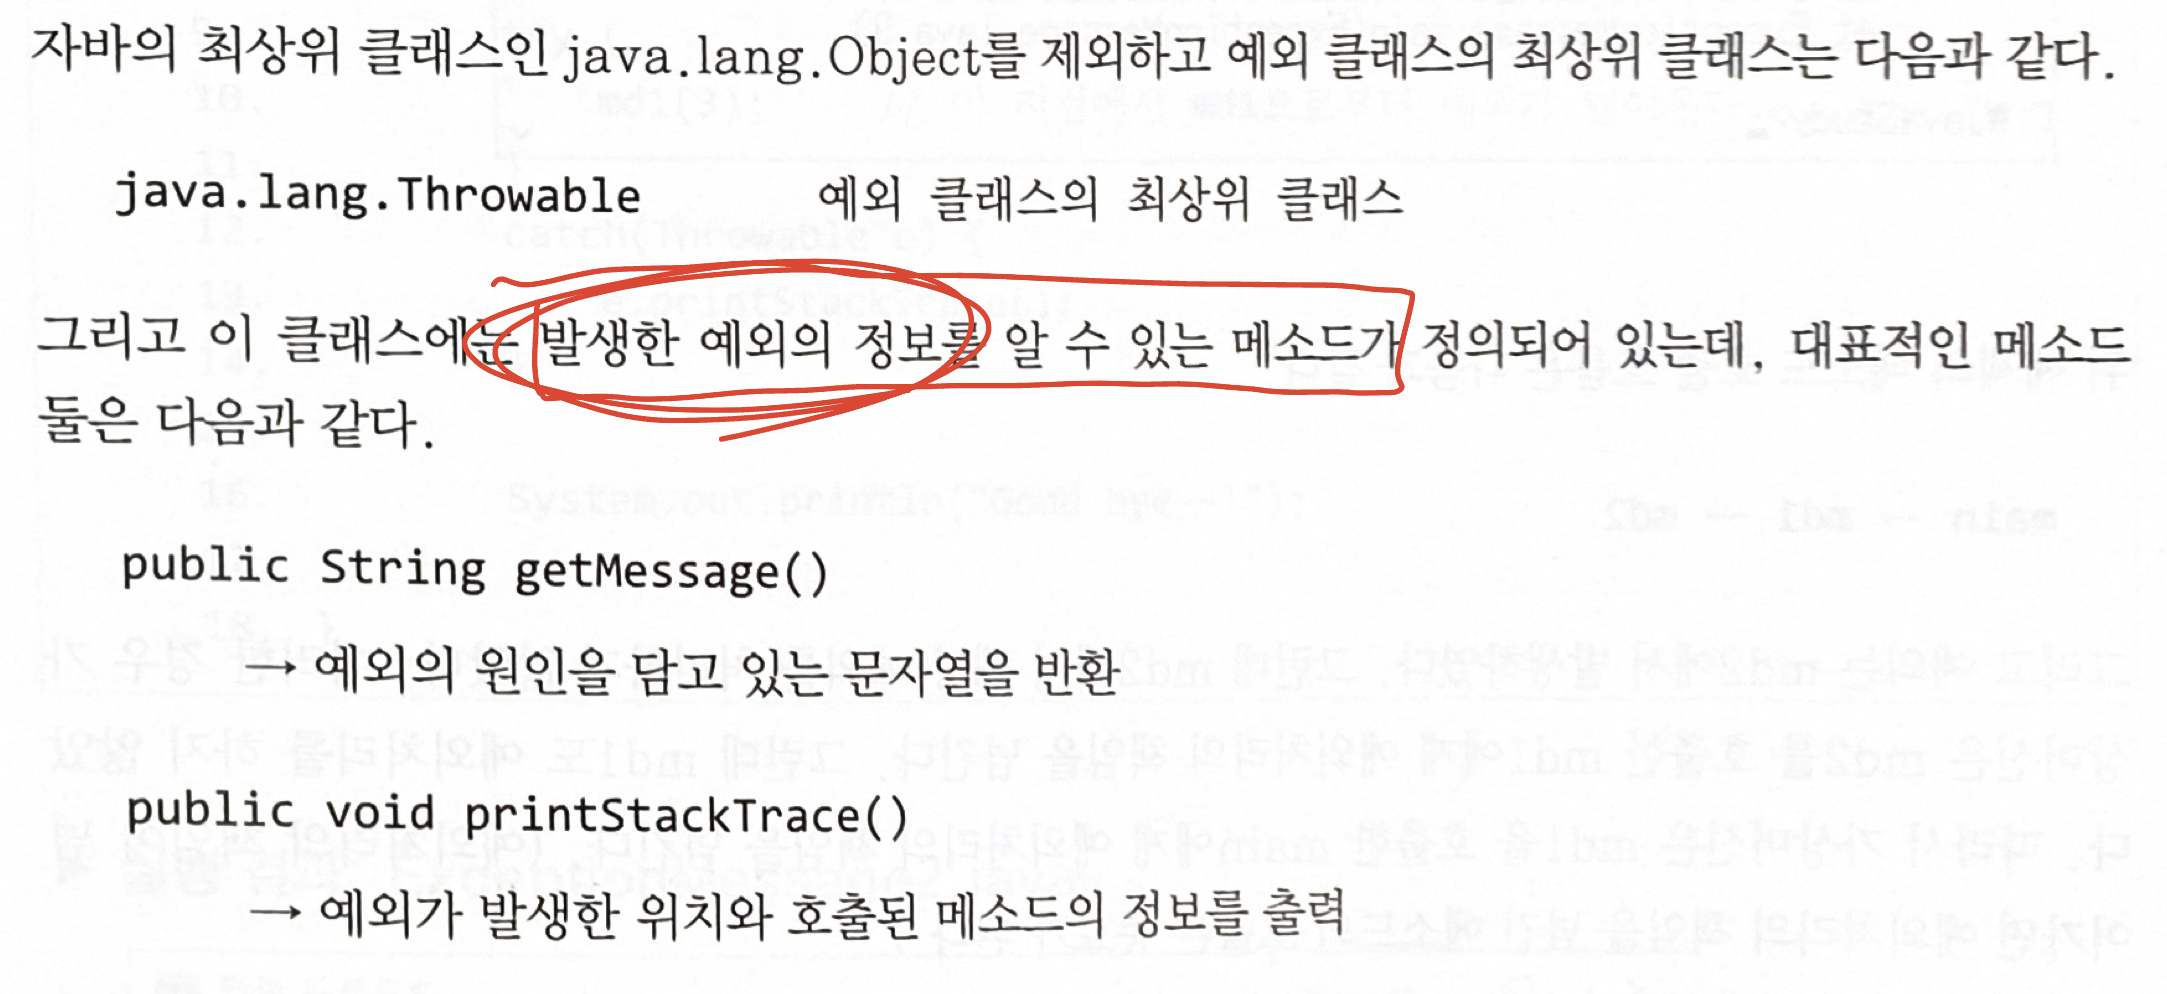 자바의 최상위 클래스인 java.lang.Object를 제외하고 예외 클래스의 최상위 클래스는 다음과 같다.
java.lang.Throwable 예외 클래스의 최상위 클래스
그리고 이 클래스에는 발생한 예외의 정보를 알 수 있는 메소드가 정의되어 있는데, 대표적인 메소드
둘은 다음과 같다.
public String getMessage()
→ 예외의 원인을 담고 있는 문자열을 반환
public void printStackTrace()
→ 예외가 발생한 위치와 호출된 메소드의 정보를 출력